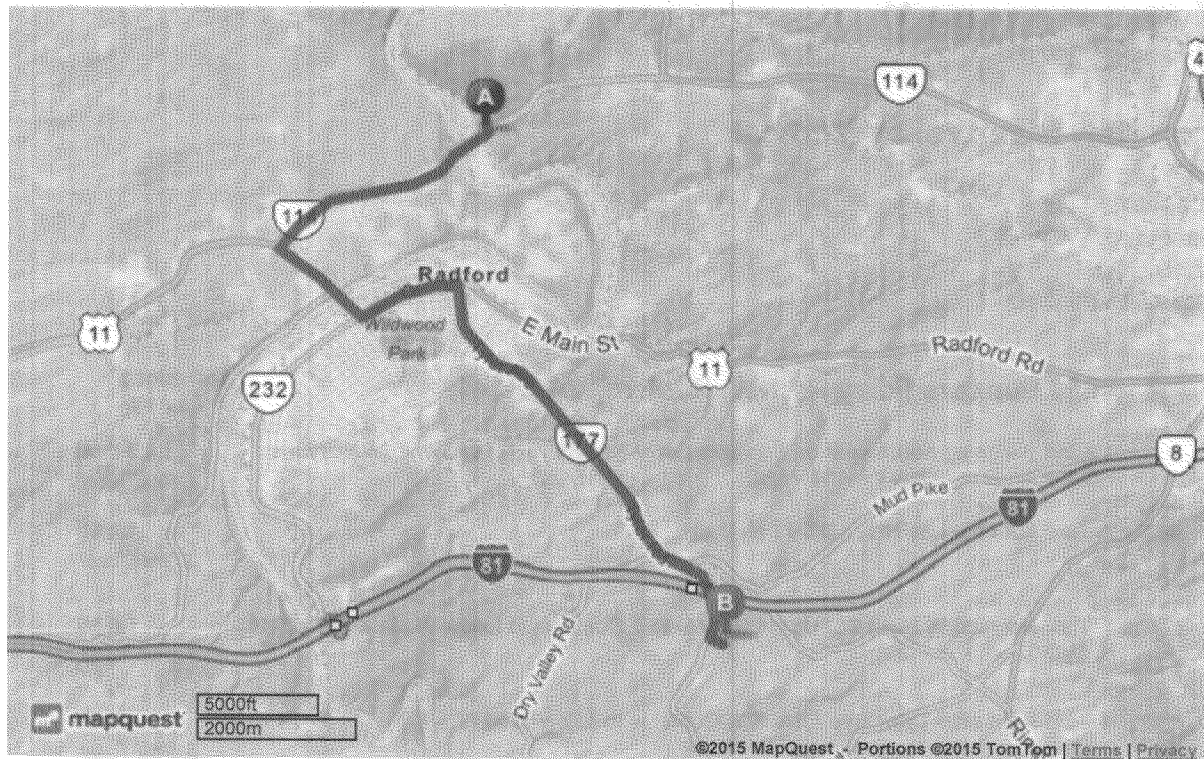 A
114
4
11
Radford
Wildwood
Park
11
E Main St
11
Radford Rd
232
177
8
Mud Pike
81
81
B
Dry Valley Rd
mapquest
5000ft
2000m
©2015 MapQuest - Portions ©2015 TomTom | Terms | Privacy